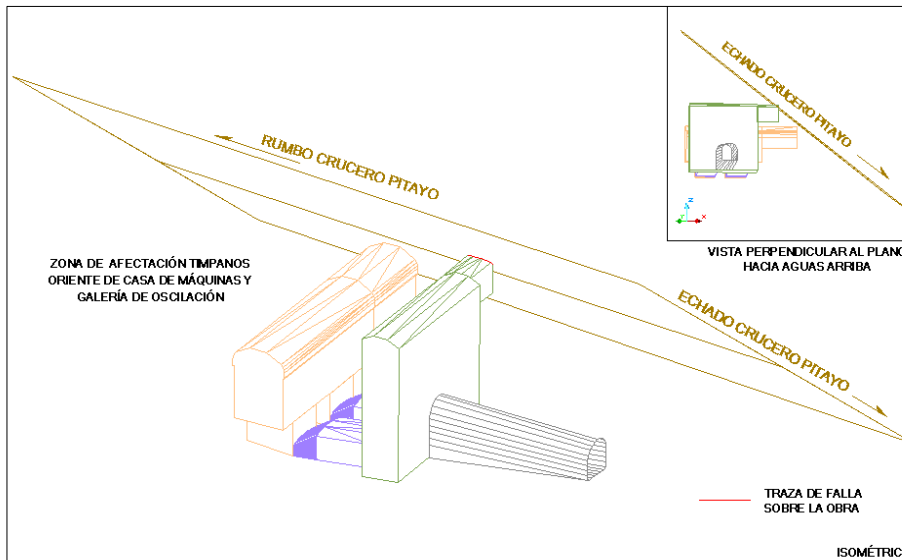 ECHADO CRUCERO PITAYO
Z
Y
X
VISTA PERPENDICULAR AL PLANO
HACIA AGUAS ARRIBA
RUMBO CRUCERO PITAYO
ZONA DE AFECTACIÓN TIMPANOS
ORIENTE DE CASA DE MÁQUINAS Y
GALERÍA DE OSCILACIÓN
ECHADO CRUCERO PITAYO
TRAZA DE FALLA
SOBRE LA OBRA
ISOMÉTRIC